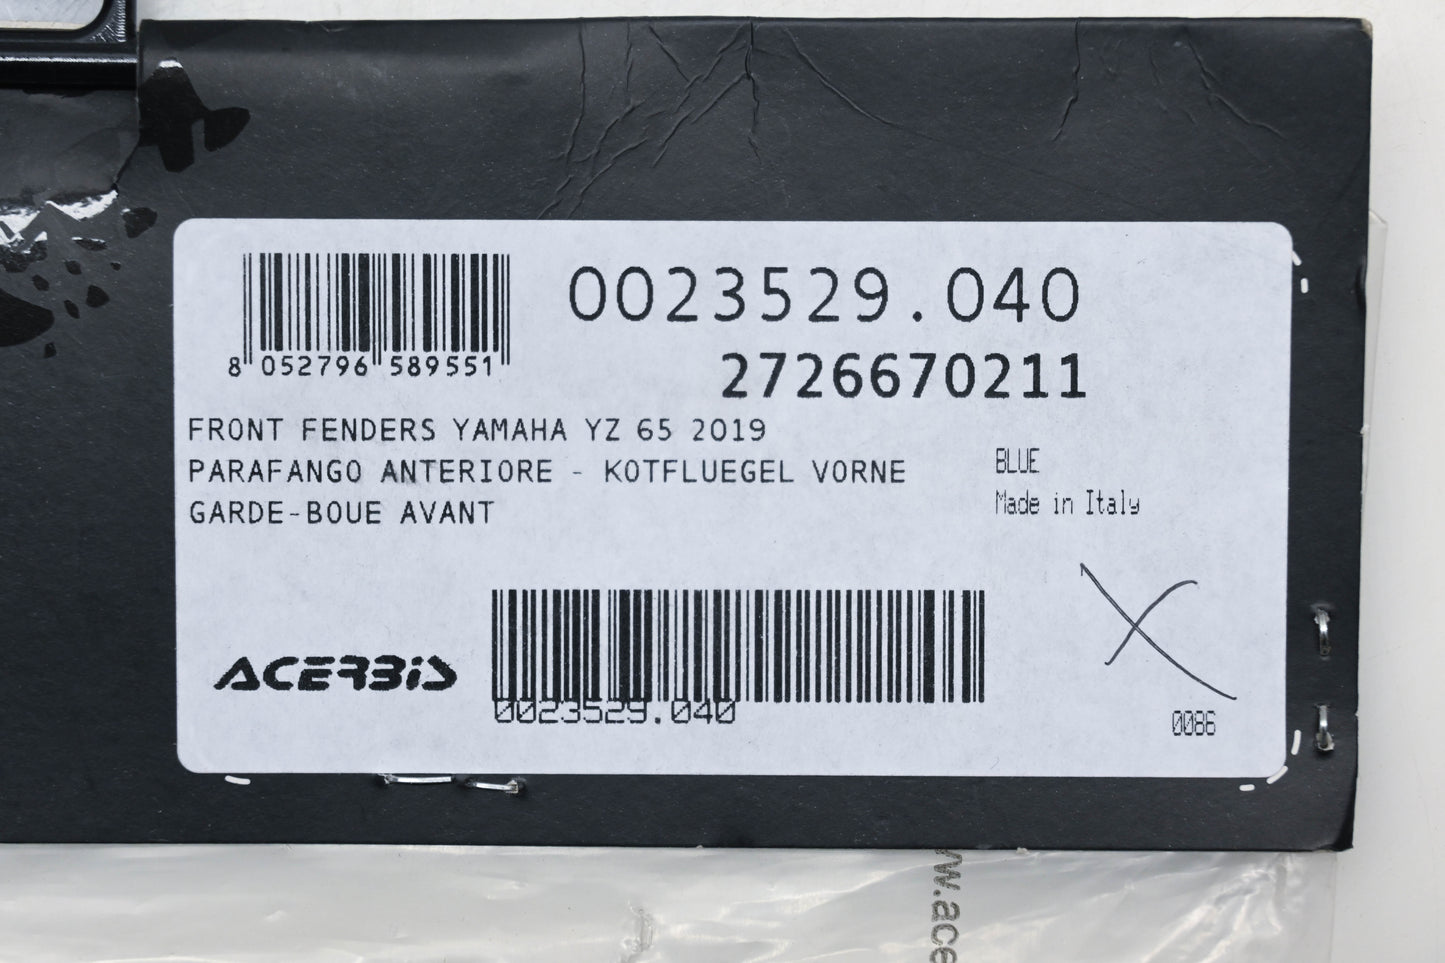 0023529.040
8 052796 589551
2726670211
FRONT FENDERS YAMAHA YZ 65 2019
PARAFANGO ANTERIORE - KOTFLUEGEL VORNE
GARDE-BOUE AVANT
BLUE
Made in Italy
ACERBIS
0023529.040
0086
w.ace